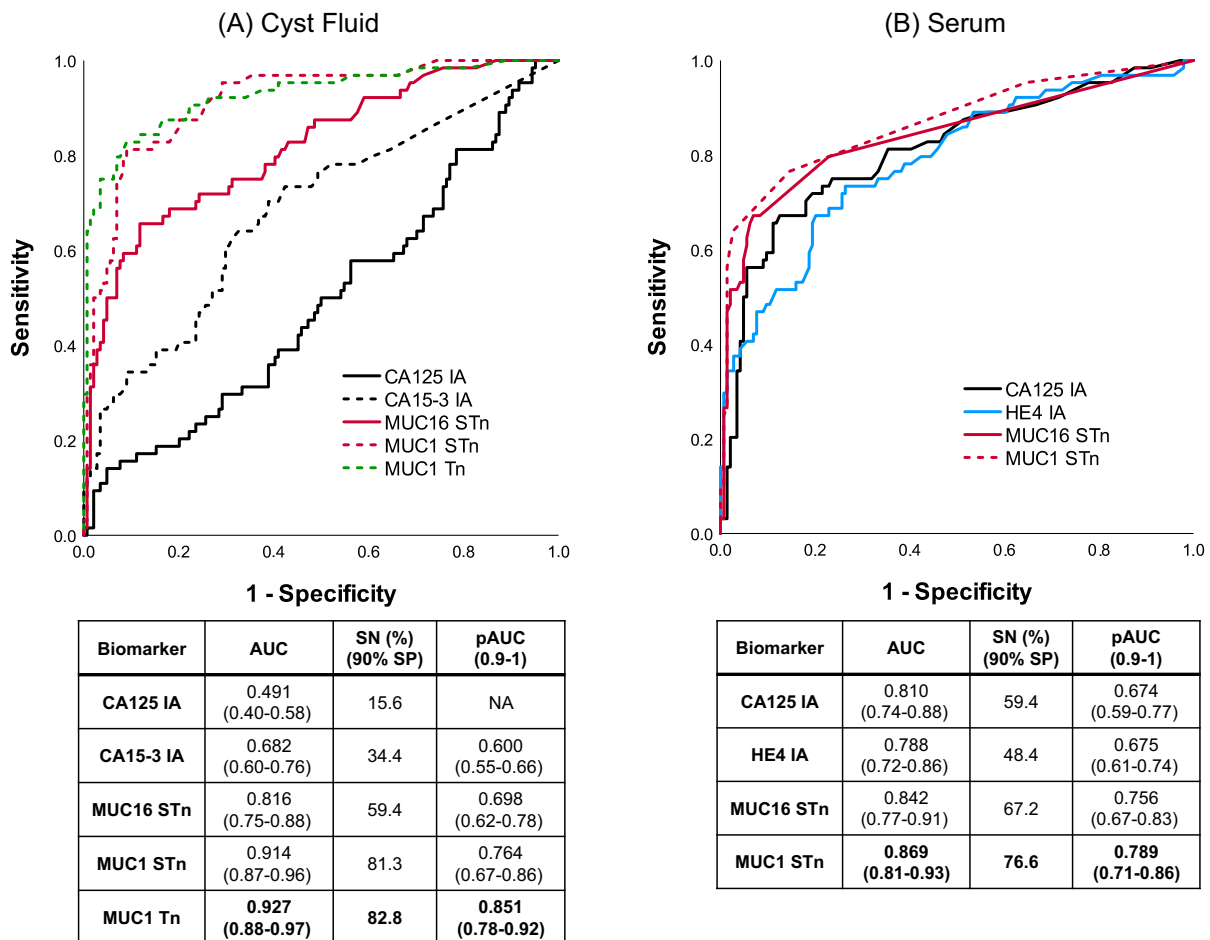 (A) Cyst Fluid
1.0
0.8
0.6
0.4
0.2
0.0
Sensitivity
CA125 IA
CA15-3 IA
MUC16 STn
MUC1 STn
MUC1 Tn
0.0 0.2 0.4 0.6 0.8 1.0
1 - Specificity
Biomarker AUC SN (%) (90% SP) pAUC (0.9-1)
CA125 IA 0.491 (0.40-0.58) 15.6 NA
CA15-3 IA 0.682 (0.60-0.76) 34.4 0.600 (0.55-0.66)
MUC16 STn 0.816 (0.75-0.88) 59.4 0.698 (0.62-0.78)
MUC1 STn 0.914 (0.87-0.96) 81.3 0.764 (0.67-0.86)
MUC1 Tn 0.927 (0.88-0.97) 82.8 0.851 (0.78-0.92)
(B) Serum
1.0
0.8
0.6
0.4
0.2
0.0
Sensitivity
CA125 IA
HE4 IA
MUC16 STn
MUC1 STn
0.0 0.2 0.4 0.6 0.8 1.0
1 - Specificity
Biomarker AUC SN (%) (90% SP) pAUC (0.9-1)
CA125 IA 0.810 (0.74-0.88) 59.4 0.674 (0.59-0.77)
HE4 IA 0.788 (0.72-0.86) 48.4 0.675 (0.61-0.74)
MUC16 STn 0.842 (0.77-0.91) 67.2 0.756 (0.67-0.83)
MUC1 STn 0.869 (0.81-0.93) 76.6 0.789 (0.71-0.86)